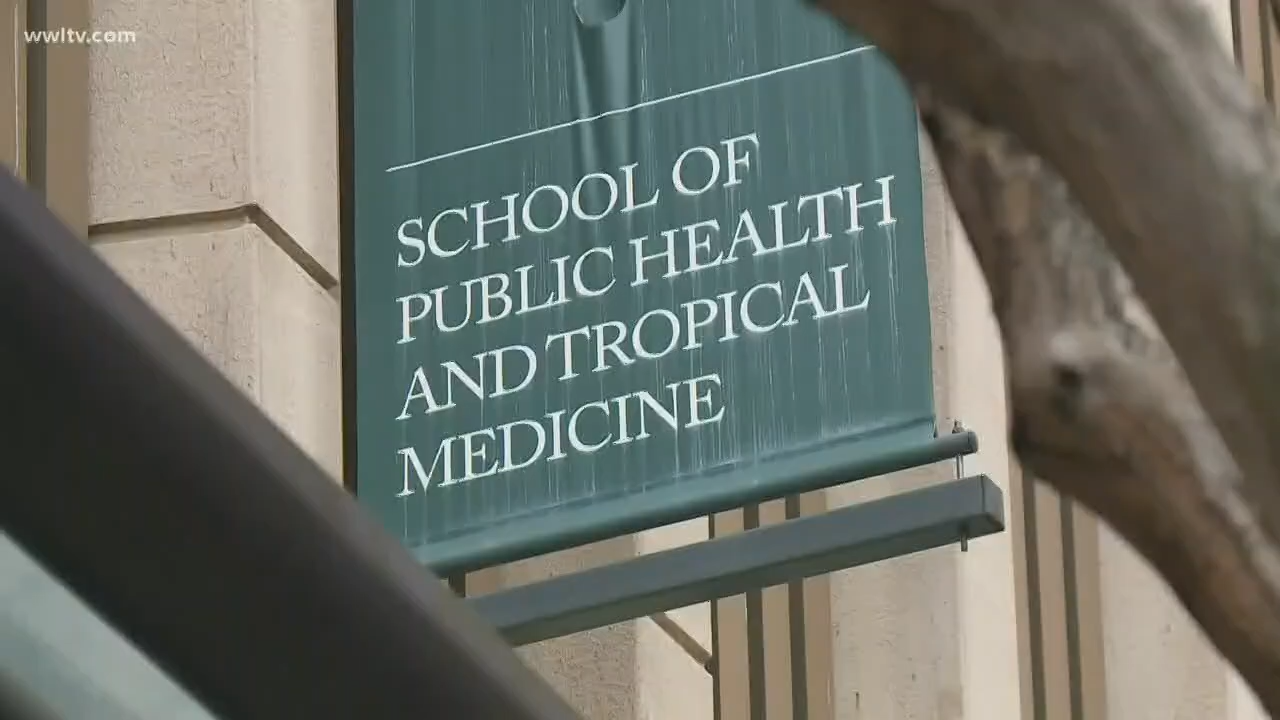 wwltv.com
SCHOOL OF
PUBLIC HEALTH
AND TROPICAL
MEDICINE